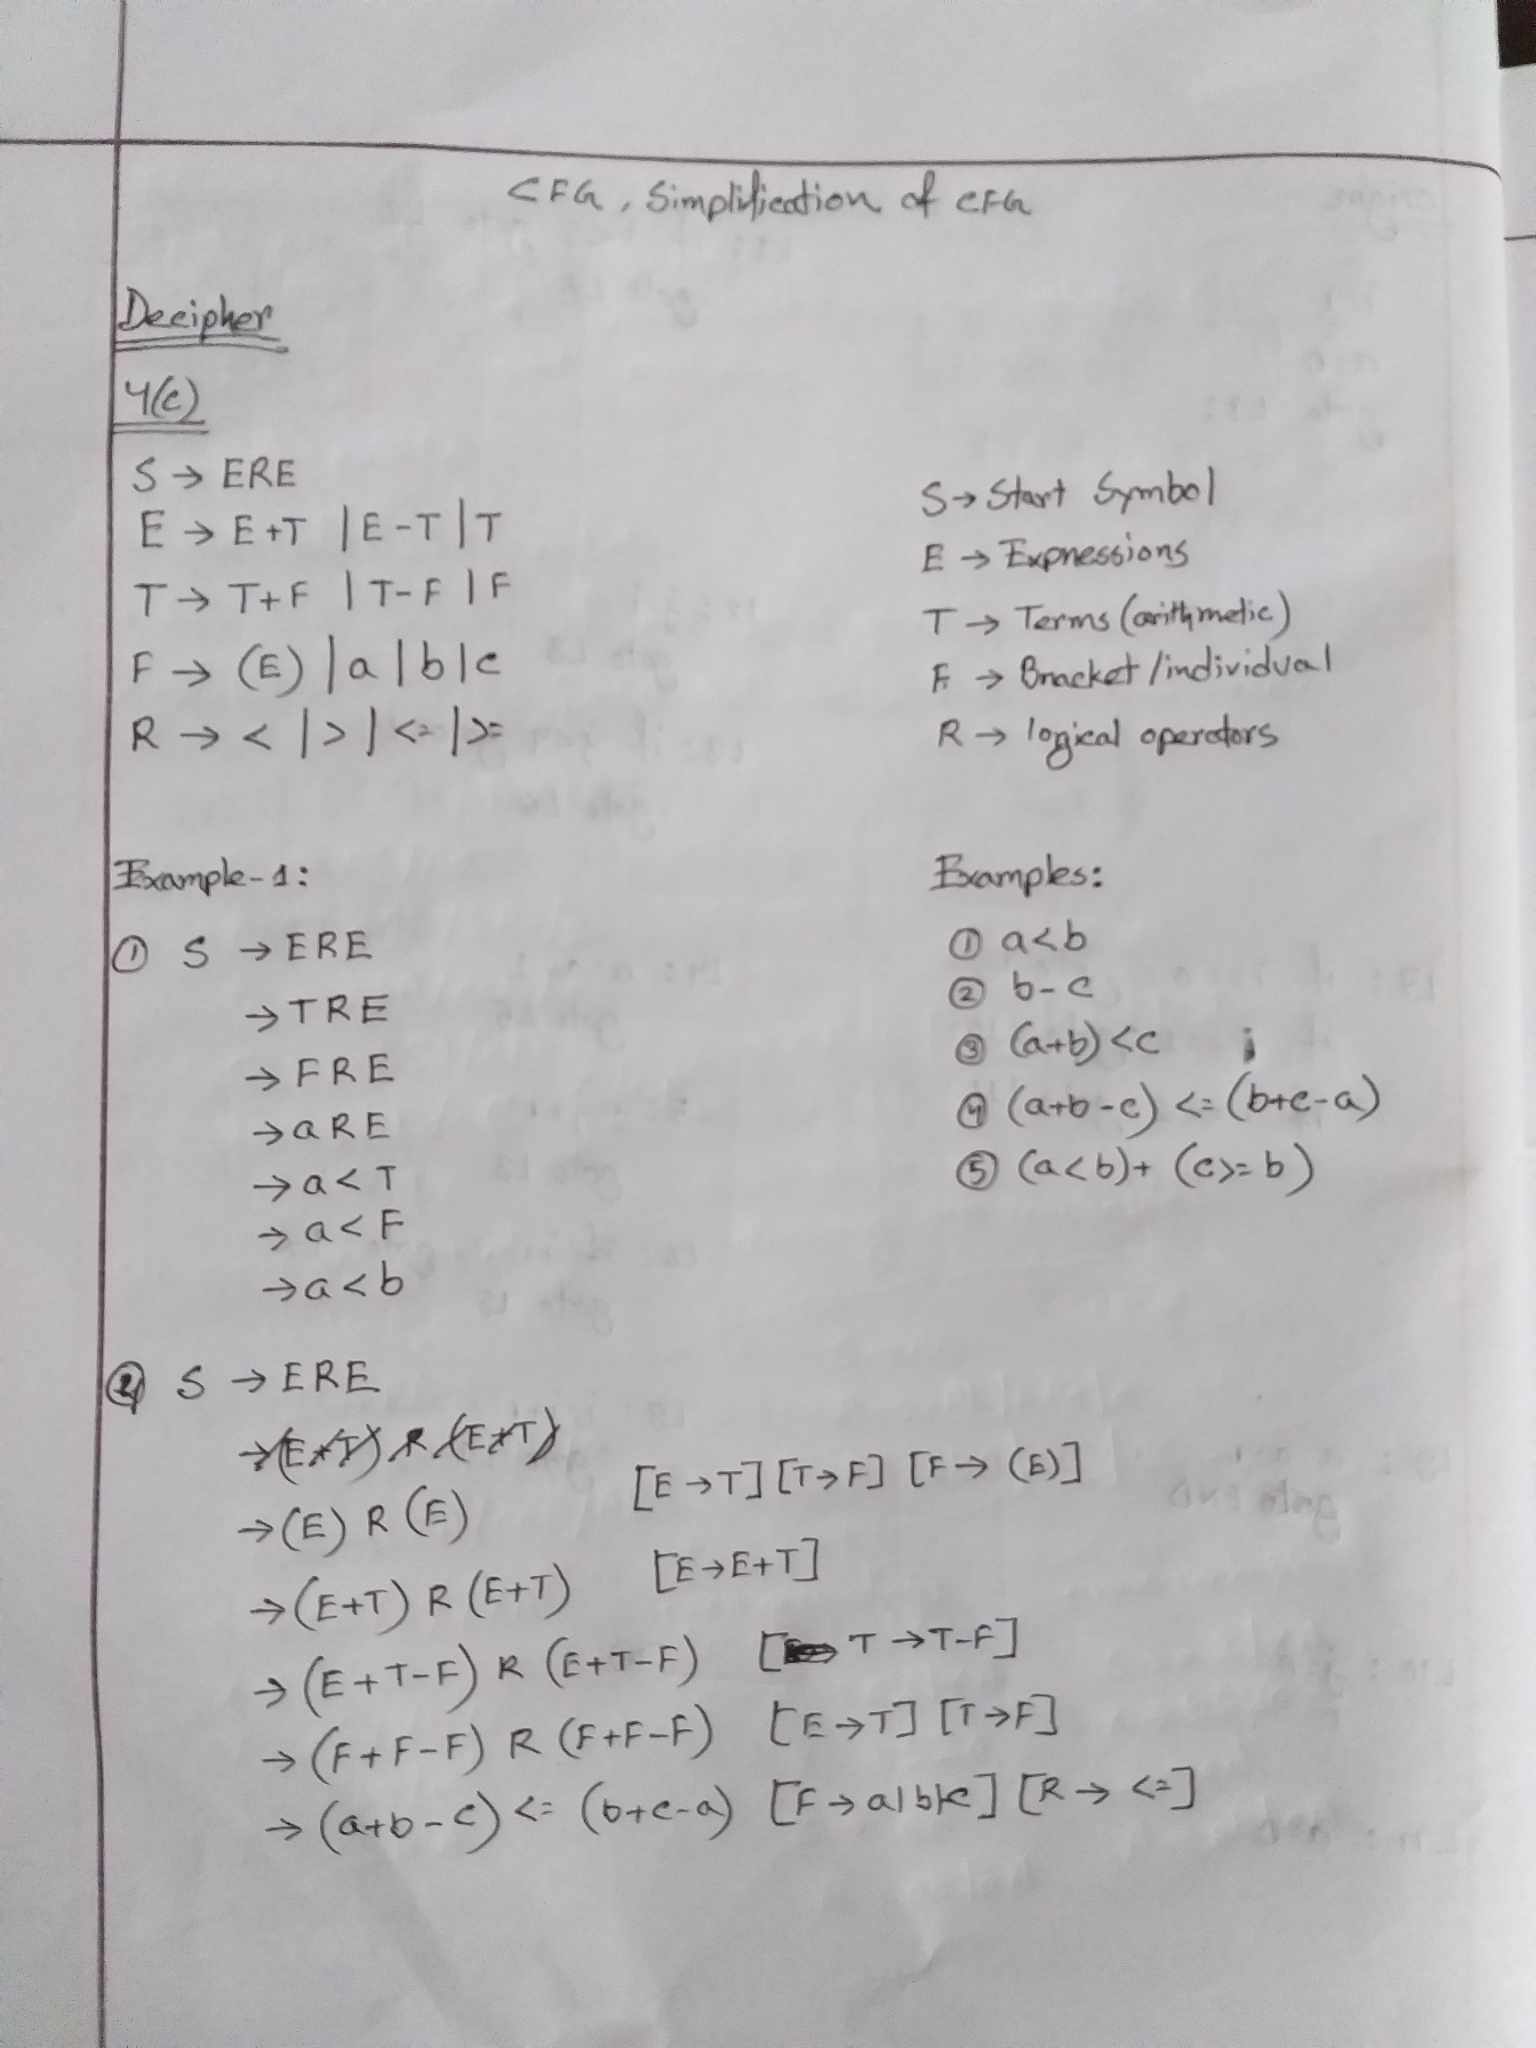 CFG, Simplification of CFG
Decipher
4(c)
S → ERE
E → E+T | E-T | T
T → T+F | T-F | F
F → (E) | a | b | c
R → < | > | <= | >=
S → Start Symbol
E → Expressions
T → Terms (arithmetic)
F → Bracket / individual
R → logical operators
Example-1:
① S → ERE
→ TRE
→ FRE
→ aRE
→ a<T
→ a<F
→ a<b
Examples:
① a<b
② b-c
③ (a+b) <c
④ (a+b-c) <= (b+c-a)
⑤ (a<b)+ (c>=b)
④ S → ERE
→ (E+T) R (E+T)
→ (E) R (E) [E→T] [T→F] [F→ (E)]
→ (E+T) R (E+T) [E→E+T]
→ (E+T-F) R (E+T-F) [T→T-F]
→ (F+F-F) R (F+F-F) [E→T] [T→F]
→ (a+b-c) <= (b+c-a) [F→a|b|c] [R→ <=]